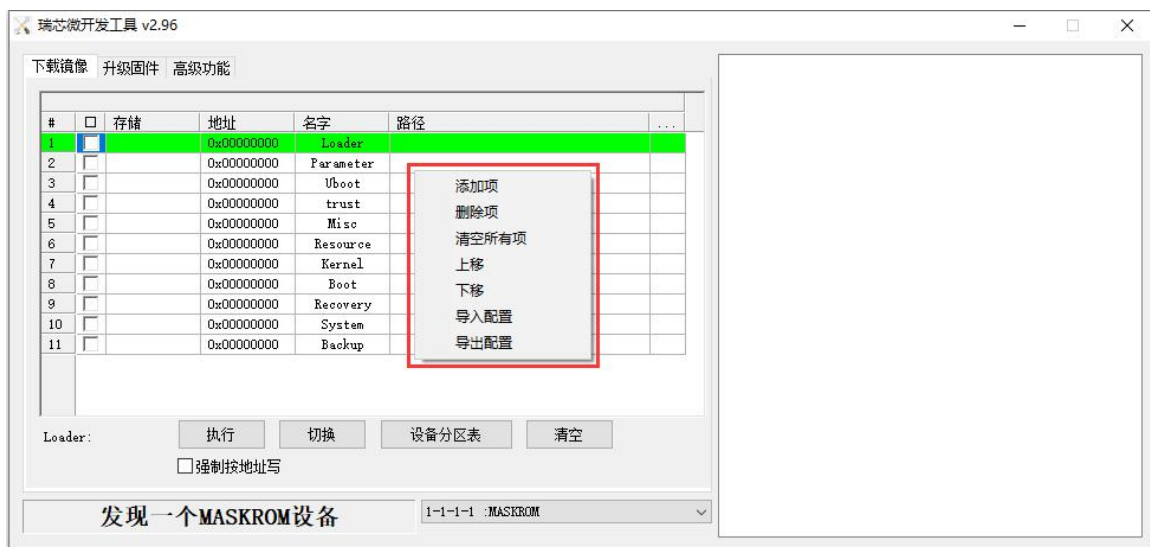 瑞芯微开发工具 v2.96
下载镜像 升级固件 高级功能
# 存储 地址 名字 路径 ...
1 0x00000000 Loader
2 0x00000000 Parameter
3 0x00000000 Uboot
4 0x00000000 trust
5 0x00000000 Misc
6 0x00000000 Resource
7 0x00000000 Kernel
8 0x00000000 Boot
9 0x00000000 Recovery
10 0x00000000 System
11 0x00000000 Backup
添加项
删除项
清空所有项
上移
下移
导入配置
导出配置
Loader: 执行 切换 设备分区表 清空
强制按地址写
发现一个MASKROM设备 1-1-1-1 :MASKROM